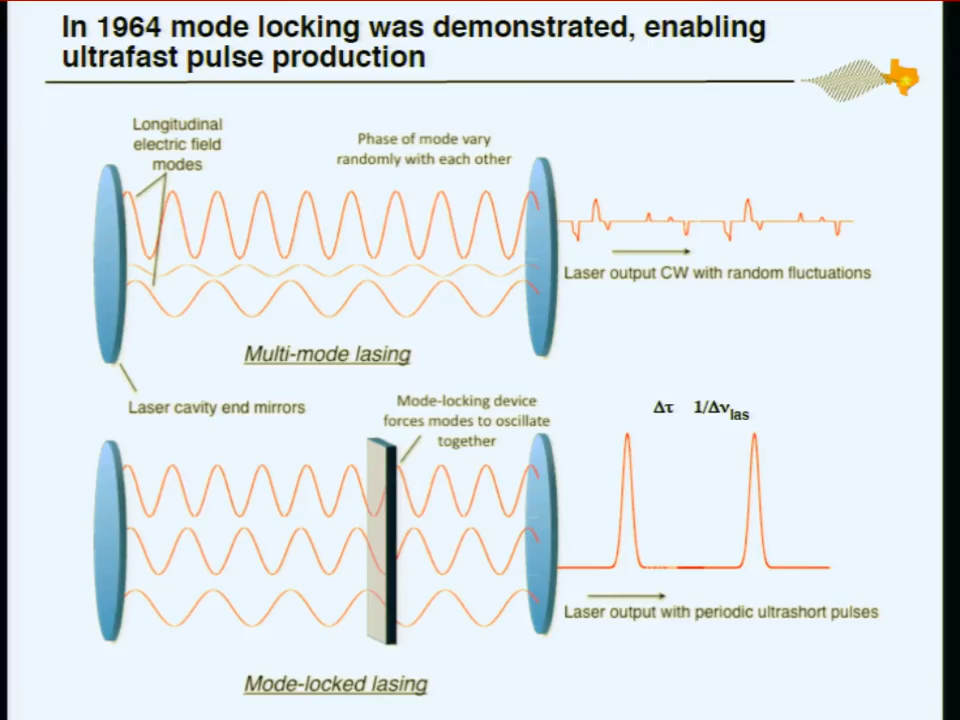 In 1964 mode locking was demonstrated, enabling
ultrafast pulse production
Longitudinal
electric field
modes
Phase of mode vary
randomly with each other
Laser output CW with random fluctuations
Multi-mode lasing
Laser cavity end mirrors
Mode-locking device
forces modes to oscillate
together
Δτ 1/Δν_las
Laser output with periodic ultrashort pulses
Mode-locked lasing